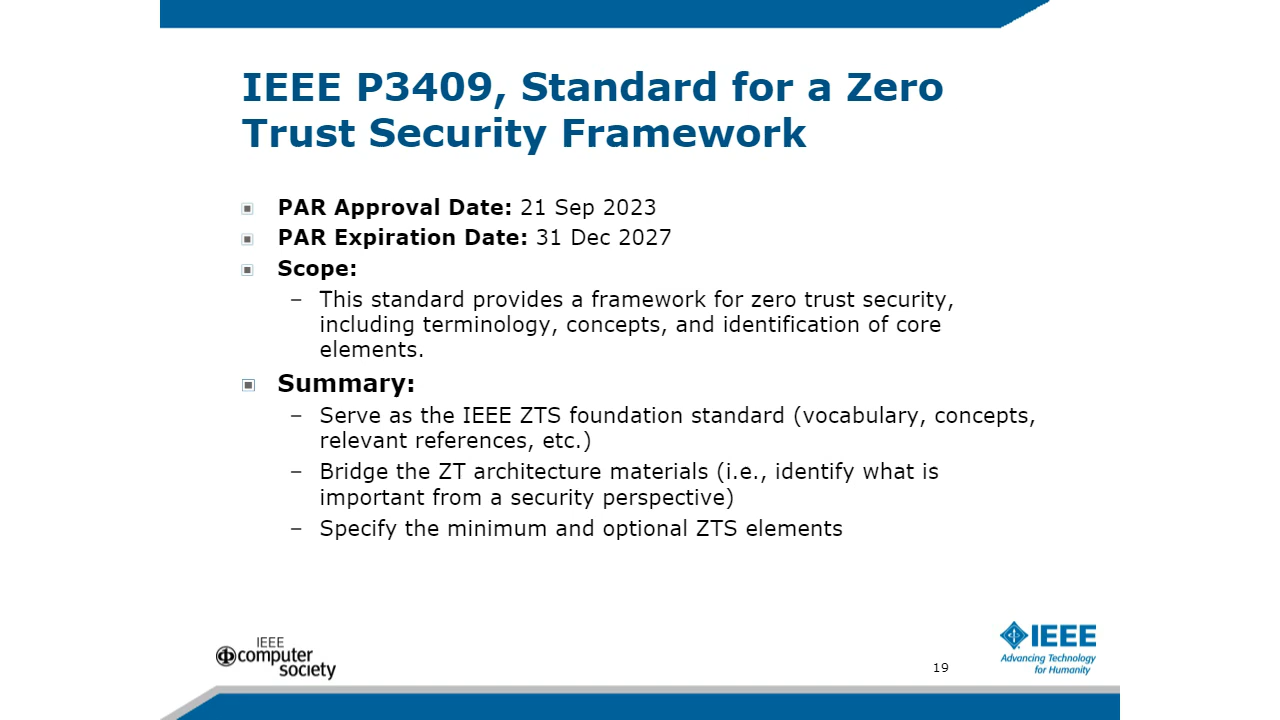 IEEE P3409, Standard for a Zero
Trust Security Framework
PAR Approval Date: 21 Sep 2023
PAR Expiration Date: 31 Dec 2027
Scope:
– This standard provides a framework for zero trust security,
including terminology, concepts, and identification of core
elements.
Summary:
– Serve as the IEEE ZTS foundation standard (vocabulary, concepts,
relevant references, etc.)
– Bridge the ZT architecture materials (i.e., identify what is
important from a security perspective)
– Specify the minimum and optional ZTS elements
IEEE
computer
society
19
IEEE
Advancing Technology
for Humanity